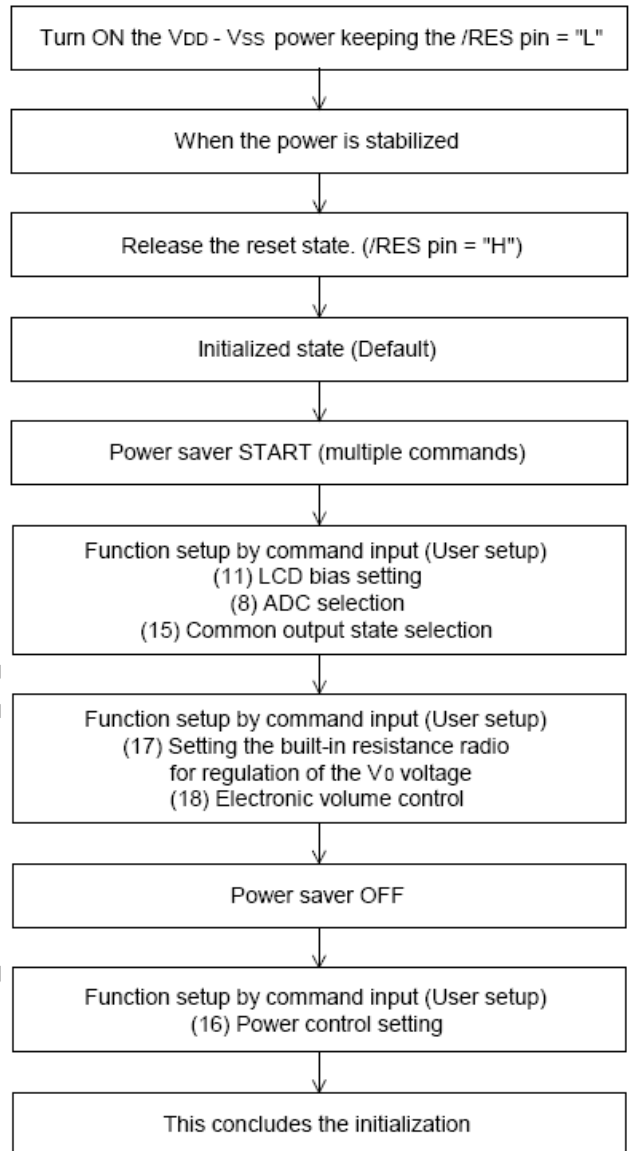 Turn ON the VDD - VSS power keeping the /RES pin = "L"
When the power is stabilized
Release the reset state. (/RES pin = "H")
Initialized state (Default)
Power saver START (multiple commands)
Function setup by command input (User setup)
(11) LCD bias setting
(8) ADC selection
(15) Common output state selection
Function setup by command input (User setup)
(17) Setting the built-in resistance radio
for regulation of the V0 voltage
(18) Electronic volume control
Power saver OFF
Function setup by command input (User setup)
(16) Power control setting
This concludes the initialization